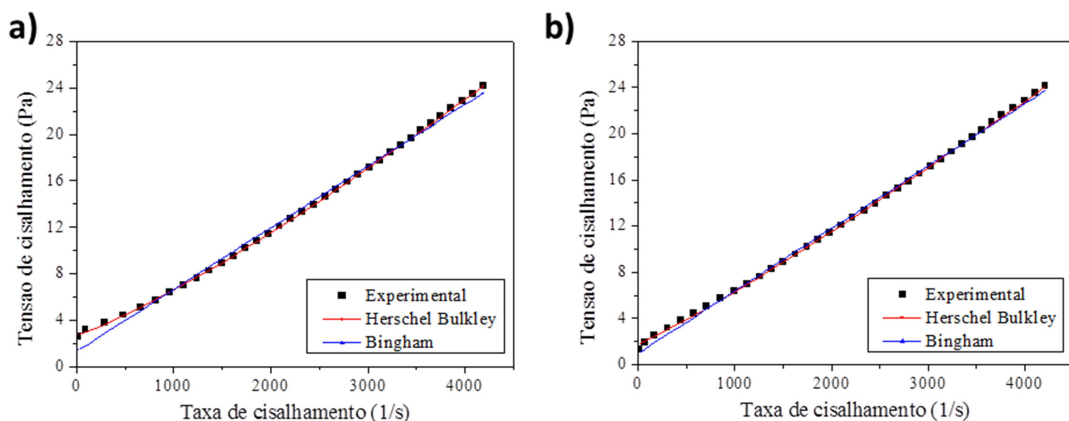 a)
Tensao de cisalhamento (Pa)
28
24
20
16
12
8
4
0
0 1000 2000 3000 4000
Taxa de cisalhamento (1/s)
Experimental
Herschel Bulkley
Bingham
b)
Tensao de cisalhamento (Pa)
28
24
20
16
12
8
4
0
0 1000 2000 3000 4000
Taxa de cisalhamento (1/s)
Experimental
Herschel Bulkley
Bingham